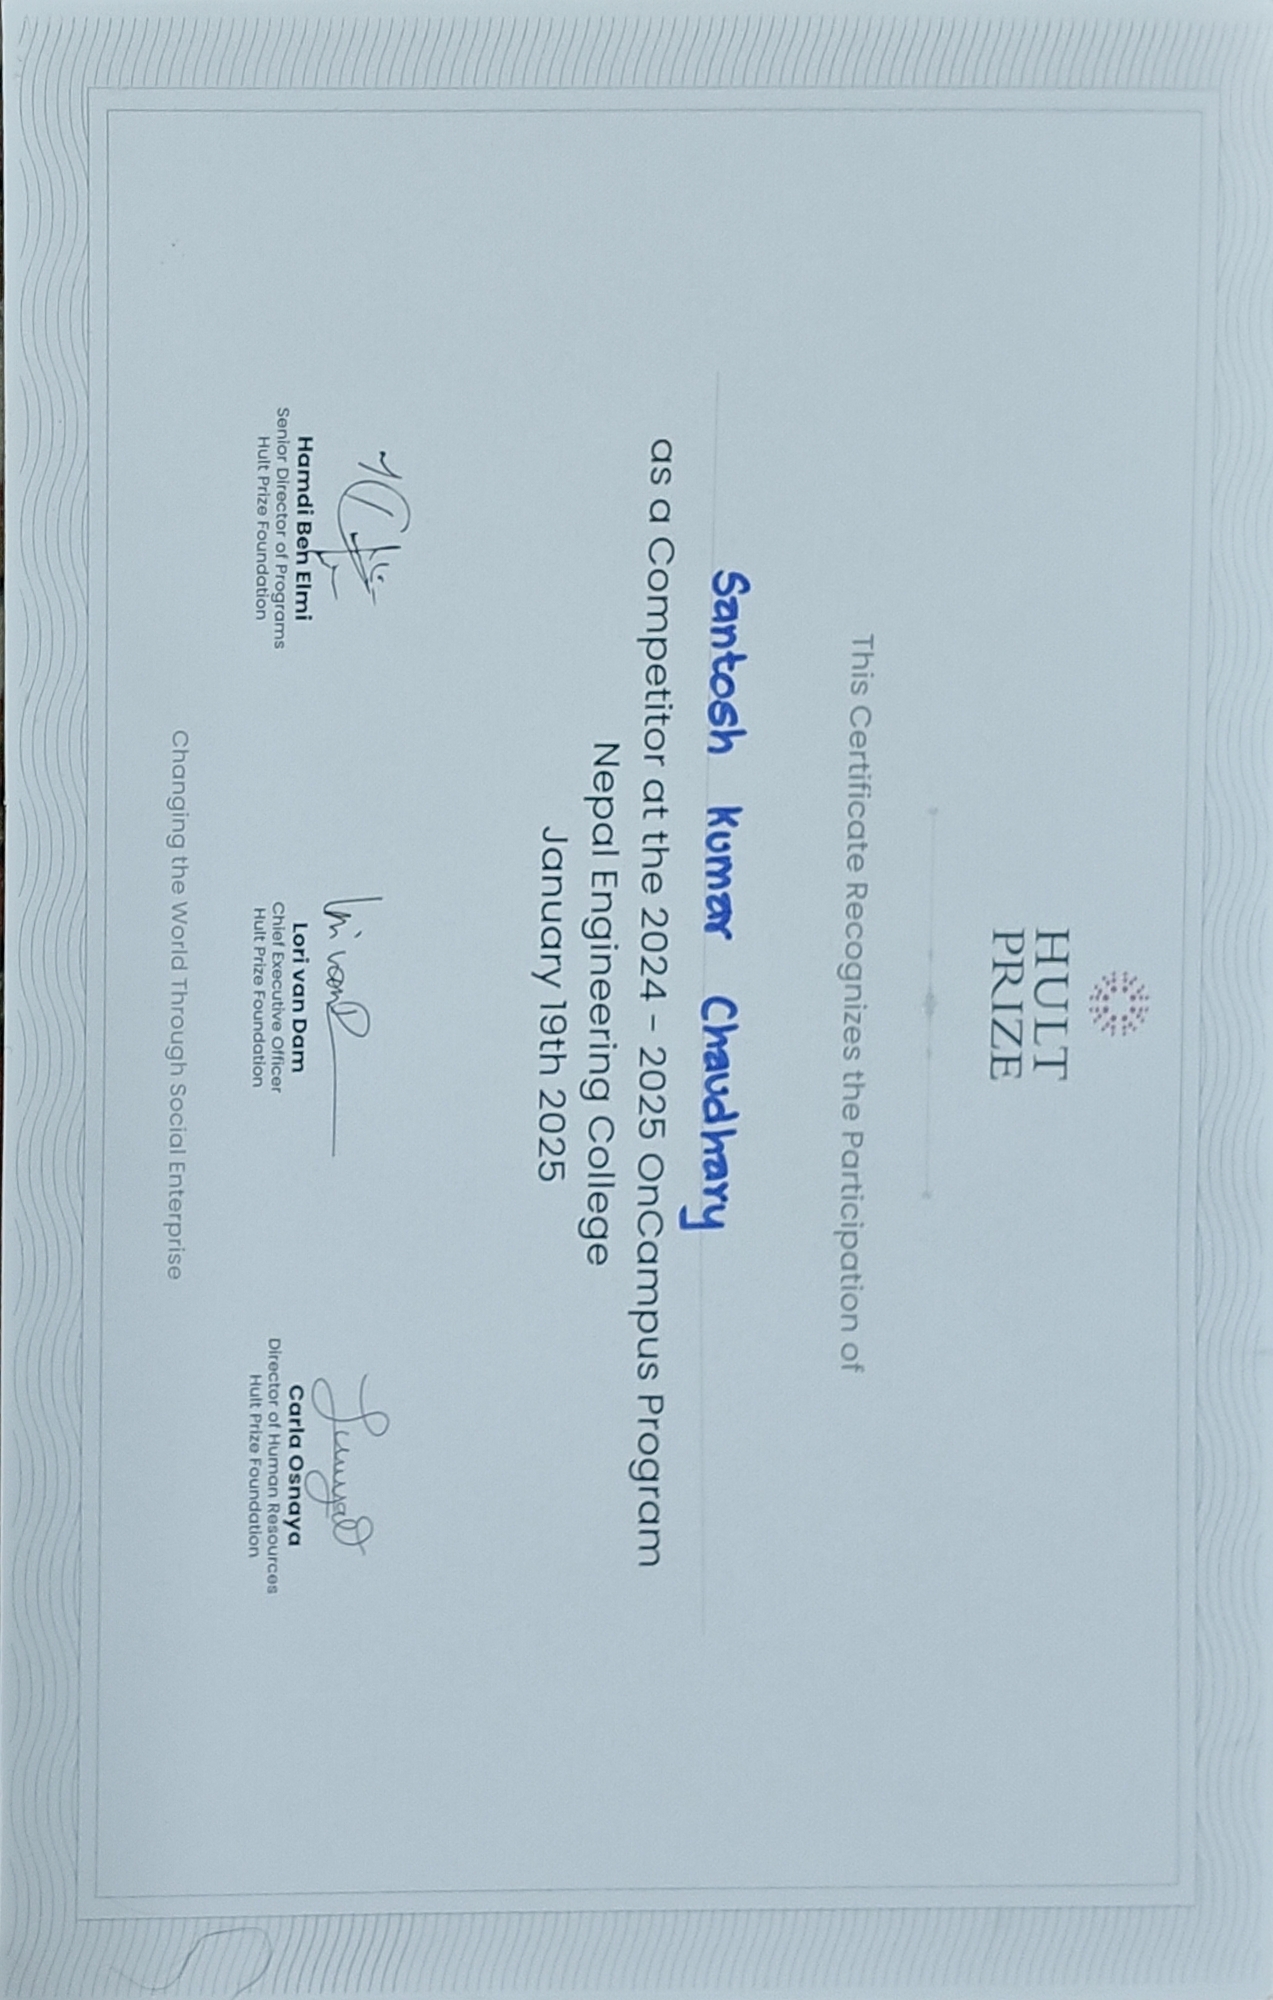 HULT
PRIZE
This Certificate Recognizes the Participation of
Santosh Kumar Chaudhary
as a Competitor at the 2024 - 2025 OnCampus Program
Nepal Engineering College
January 19th 2025
Hamdi Ben Elmi
Senior Director of Programs
Hult Prize Foundation
Lori van Dam
Chief Executive Officer
Hult Prize Foundation
Carla Osnaya
Director of Human Resources
Hult Prize Foundation
Changing the World Through Social Enterprise